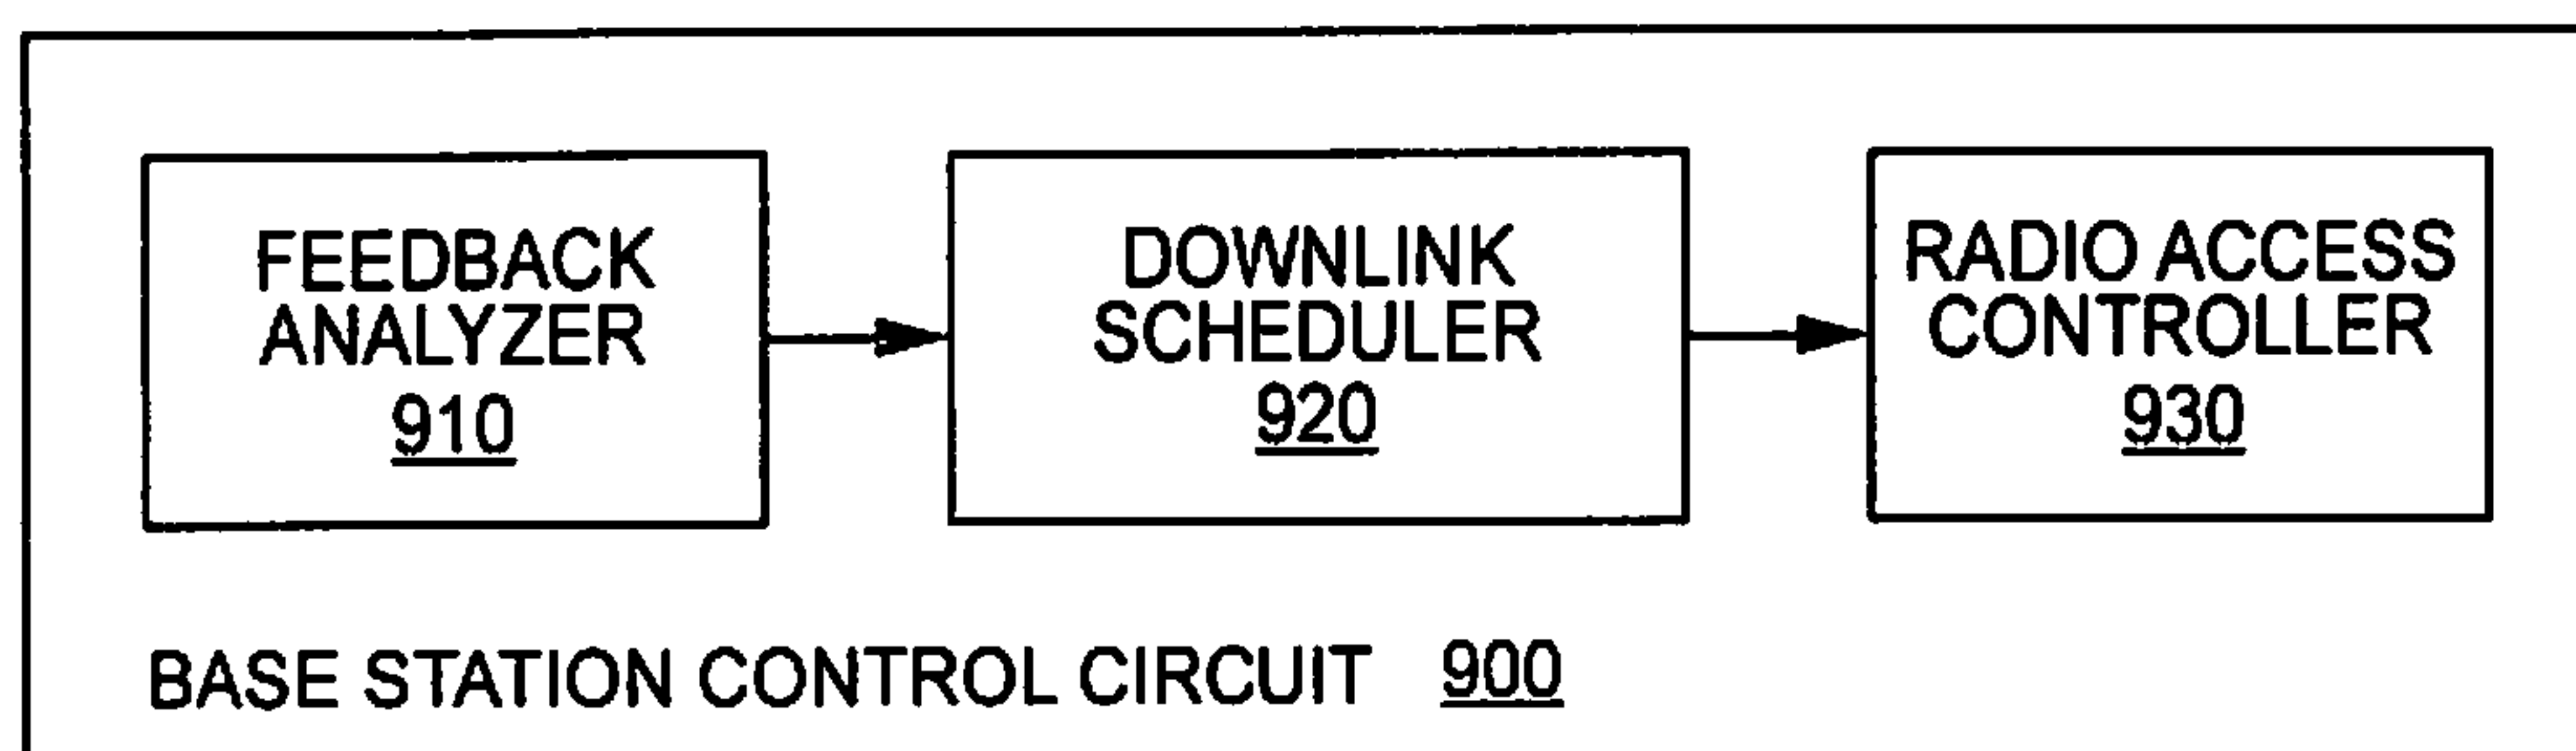 FEEDBACK
ANALYZER
910
DOWNLINK
SCHEDULER
920
RADIO ACCESS
CONTROLLER
930
BASE STATION CONTROL CIRCUIT 900